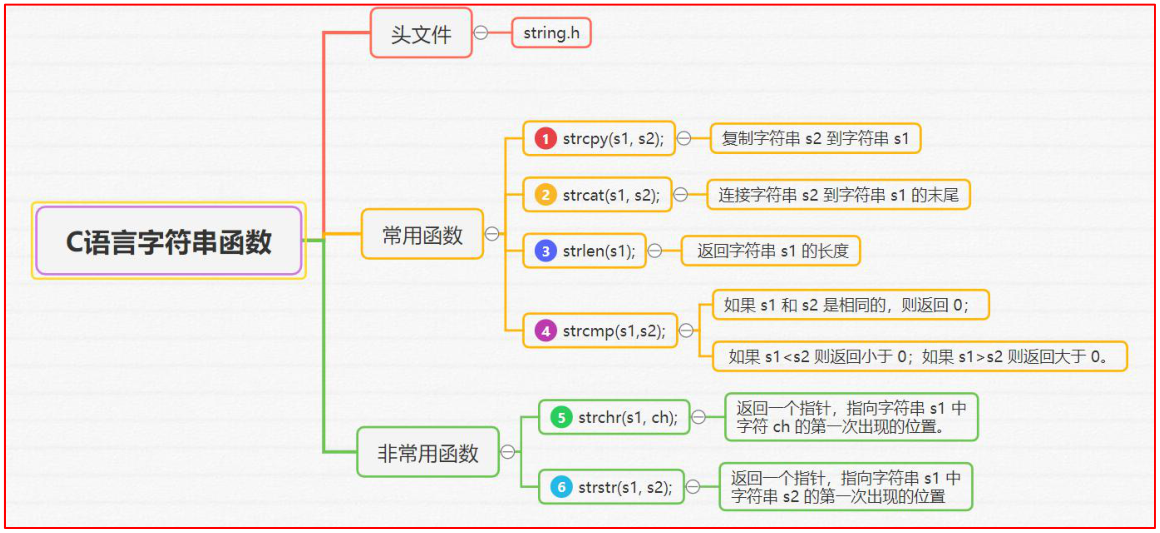 头文件
string.h
C语言字符串函数
常用函数
1 strcpy(s1, s2);
复制字符串 s2 到字符串 s1
2 strcat(s1, s2);
连接字符串 s2 到字符串 s1 的末尾
3 strlen(s1);
返回字符串 s1 的长度
4 strcmp(s1,s2);
如果 s1 和 s2 是相同的，则返回 0；
如果 s1<s2 则返回小于 0；如果 s1>s2 则返回大于 0。
非常用函数
5 strchr(s1, ch);
返回一个指针，指向字符串 s1 中
字符 ch 的第一次出现的位置。
6 strstr(s1, s2);
返回一个指针，指向字符串 s1 中
字符串 s2 的第一次出现的位置